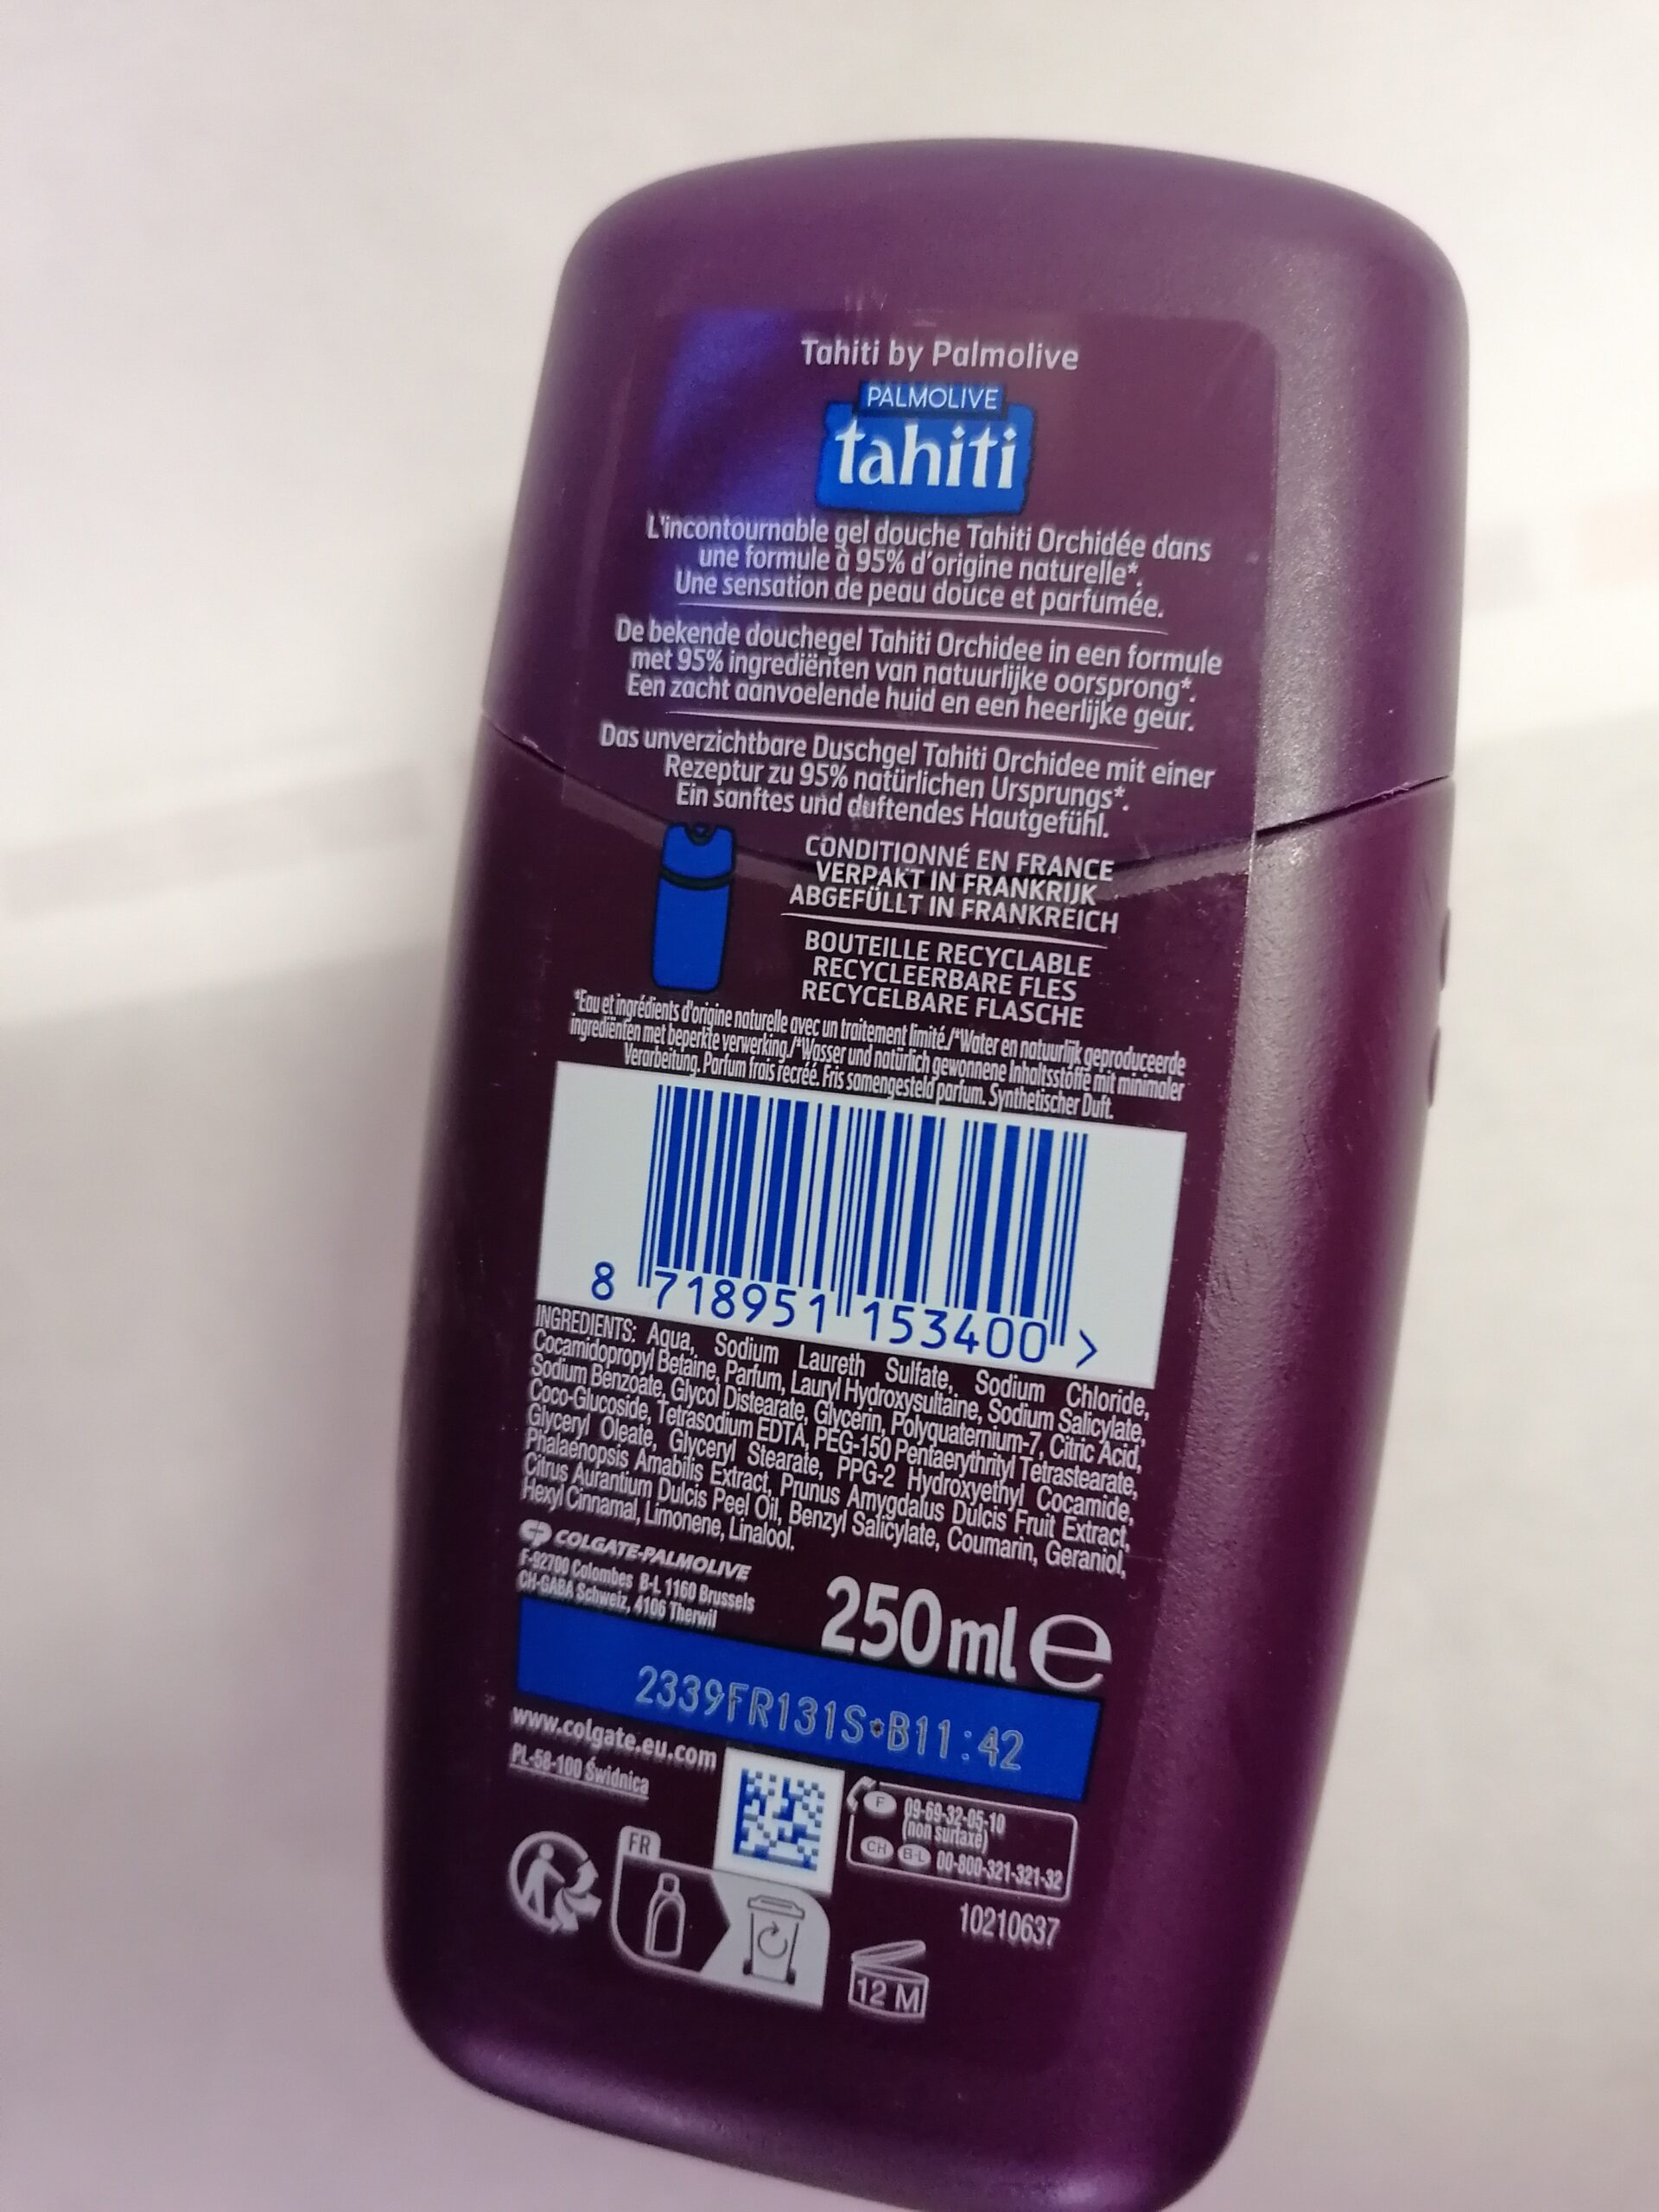 Tahiti by Palmolive
PALMOLIVE
tahiti
L'incontournable gel douche Tahiti Orchidée dans
une formule à 95% d'origine naturelle*.
Une sensation de peau douce et parfumée.
De bekende douchegel Tahiti Orchidee in een formule
met 95% ingrediënten van natuurlijke oorsprong*.
Een zacht aanvoelende huid en een heerlijke geur.
Das unverzichtbare Duschgel Tahiti Orchidee mit einer
Rezeptur zu 95% natürlichen Ursprungs*.
Ein sanftes und duftendes Hautgefühl.
CONDITIONNÉ EN FRANCE
VERPAKT IN FRANKRIJK
ABGEFÜLLT IN FRANKREICH
BOUTEILLE RECYCLABLE
RECYCLEERBARE FLES
RECYCELBARE FLASCHE
*Eau et ingrédients d'origine naturelle avec un traitement limité./*Water en natuurlijk geproduceerde
ingrediënten met beperkte verwerking./*Wasser und natürlich gewonnene Inhaltsstoffe mit minimaler
Verarbeitung. Parfum frais recréé. Fris samengesteld parfum. Synthetischer Duft.
8 718951 153400 >
INGREDIENTS: Aqua, Sodium Laureth Sulfate, Sodium Chloride,
Cocamidopropyl Betaine, Parfum, Lauryl Hydroxysultaine, Sodium Salicylate,
Sodium Benzoate, Glycol Distearate, Glycerin, Polyquaternium-7, Citric Acid,
Coco-Glucoside, Tetrasodium EDTA, PEG-150 Pentaerythrityl Tetrastearate,
Glyceryl Oleate, Glyceryl Stearate, PPG-2 Hydroxyethyl Cocamide,
Phalaenopsis Amabilis Extract, Prunus Amygdalus Dulcis Fruit Extract,
Citrus Aurantium Dulcis Peel Oil, Benzyl Salicylate, Coumarin, Geraniol,
Hexyl Cinnamal, Limonene, Linalool.
COLGATE-PALMOLIVE
F-92700 Colombes B-L 1160 Brussels
CH-GABA Schweiz, 4106 Therwil
250 ml e
2339FR131S*B11:42
www.colgate.eu.com
PL-58-100 Świdnica
F 09-69-32-05-10
(non surtaxé)
CH B-L 00-800-321-321-32
FR
10210637
12 M